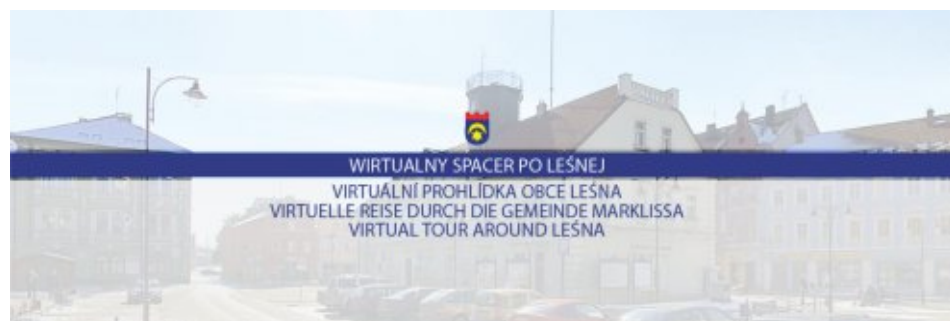 WIRTUALNY SPACER PO LEŚNEJ
VIRTUÁLNÍ PROHLÍDKA OBCE LEŚNA
VIRTUELLE REISE DURCH DIE GEMEINDE MARKLISSA
VIRTUAL TOUR AROUND LEŚNA